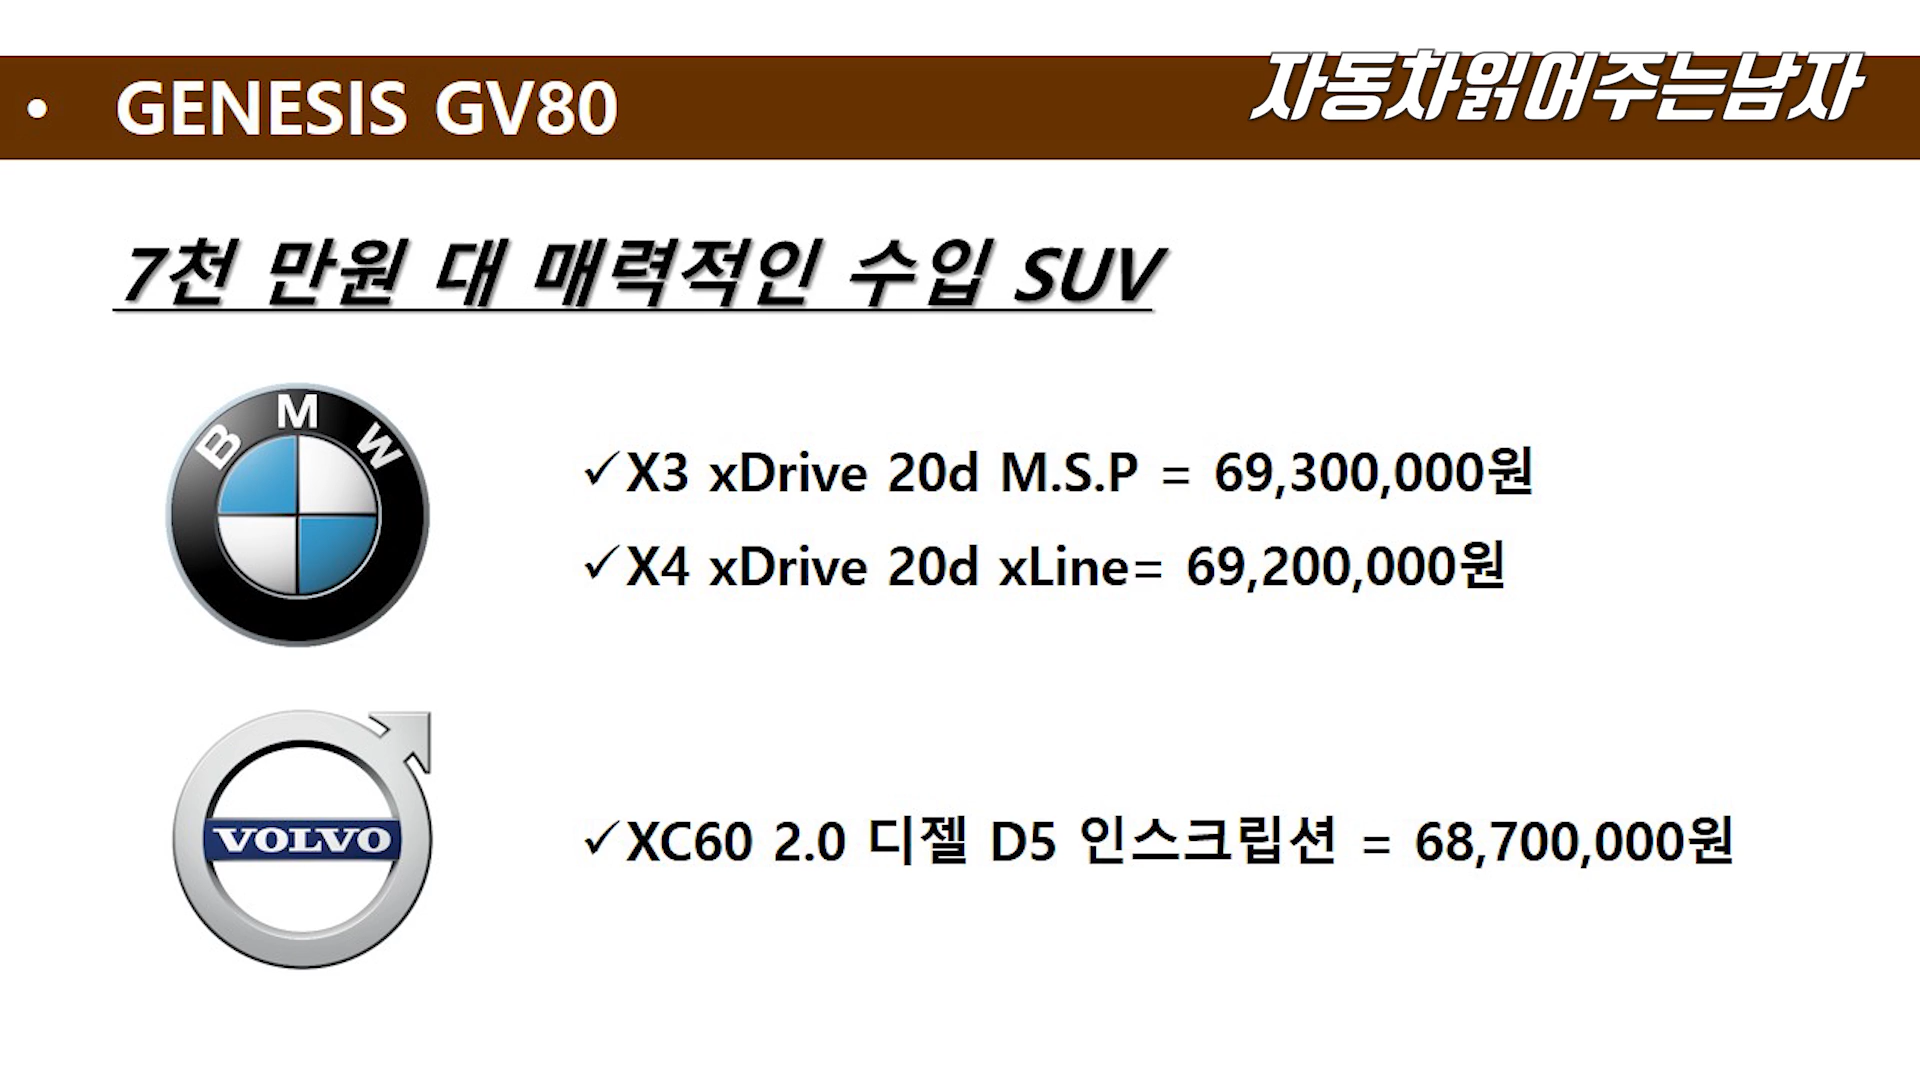 • GENESIS GV80
자동차읽어주는남자
7천 만원 대 매력적인 수입 SUV
BMW
✓X3 xDrive 20d M.S.P = 69,300,000원
✓X4 xDrive 20d xLine= 69,200,000원
VOLVO
✓XC60 2.0 디젤 D5 인스크립션 = 68,700,000원